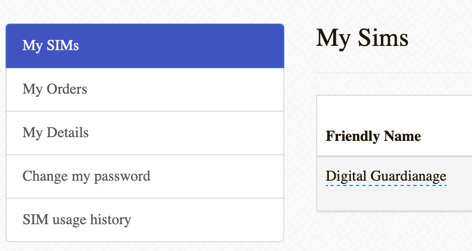 My SIMs
My Orders
My Details
Change my password
SIM usage history
My Sims
Friendly Name
Digital Guardianage